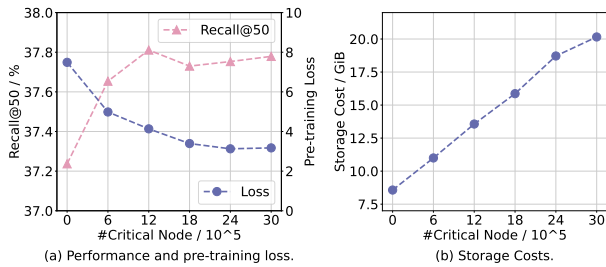 38.0
37.8
37.6
37.4
37.2
37.0
Recall@50 / %
10
8
6
4
2
0
Pre-training Loss
Recall@50
Loss
0 6 12 18 24 30
#Critical Node / 10^5
(a) Performance and pre-training loss.
20.0
17.5
15.0
12.5
10.0
7.5
Storage Cost / GiB
0 6 12 18 24 30
#Critical Node / 10^5
(b) Storage Costs.